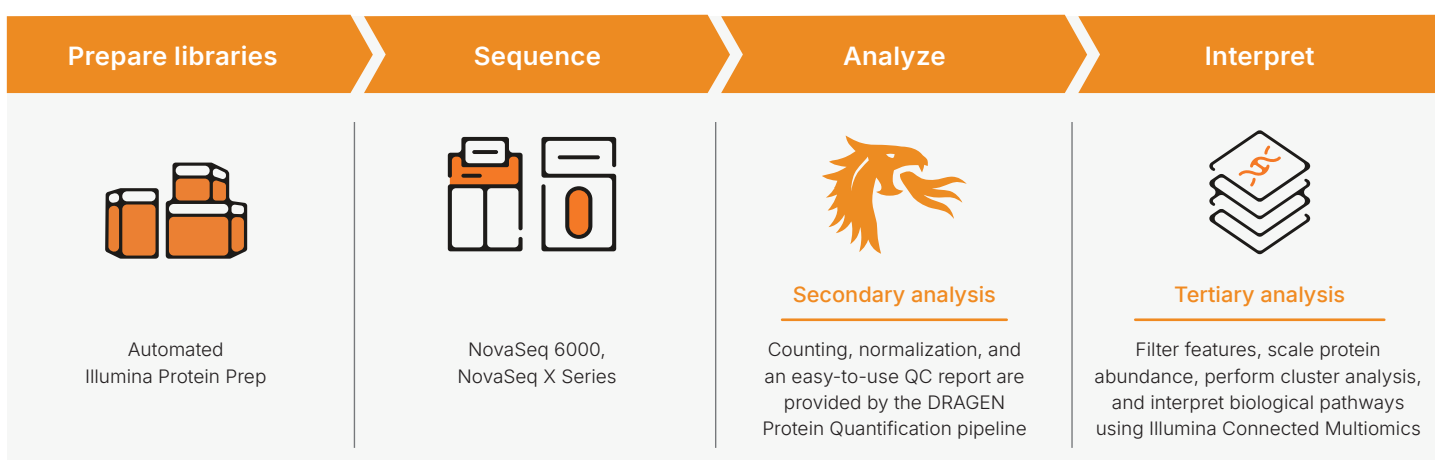 Prepare libraries
Sequence
Analyze
Interpret
Automated
Illumina Protein Prep
NovaSeq 6000,
NovaSeq X Series
Secondary analysis
Counting, normalization, and
an easy-to-use QC report are
provided by the DRAGEN
Protein Quantification pipeline
Tertiary analysis
Filter features, scale protein
abundance, perform cluster analysis,
and interpret biological pathways
using Illumina Connected Multiomics